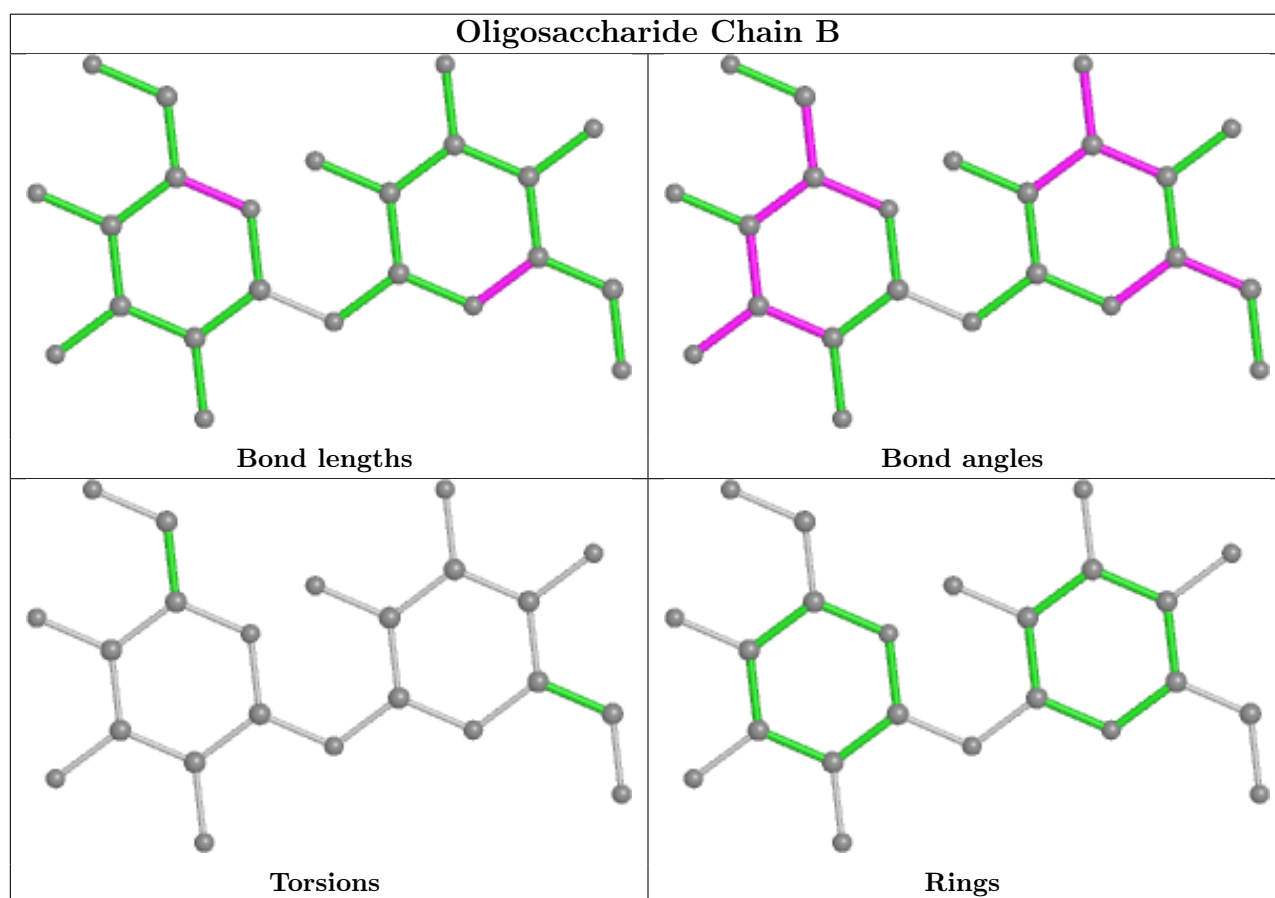 Oligosaccharide Chain B
Bond lengths
Bond angles
Torsions
Rings